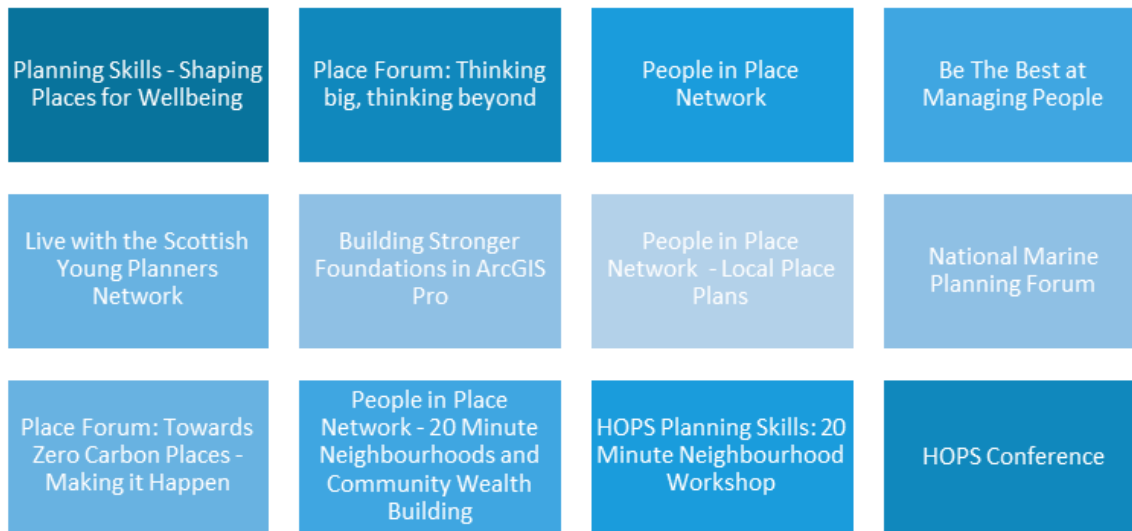 Planning Skills - Shaping
Places for Wellbeing
Place Forum: Thinking
big, thinking beyond
People in Place
Network
Be The Best at
Managing People
Live with the Scottish
Young Planners
Network
Building Stronger
Foundations in ArcGIS
Pro
People in Place
Network - Local Place
Plans
National Marine
Planning Forum
Place Forum: Towards
Zero Carbon Places -
Making it Happen
People in Place
Network - 20 Minute
Neighbourhoods and
Community Wealth
Building
HOPS Planning Skills: 20
Minute Neighbourhood
Workshop
HOPS Conference